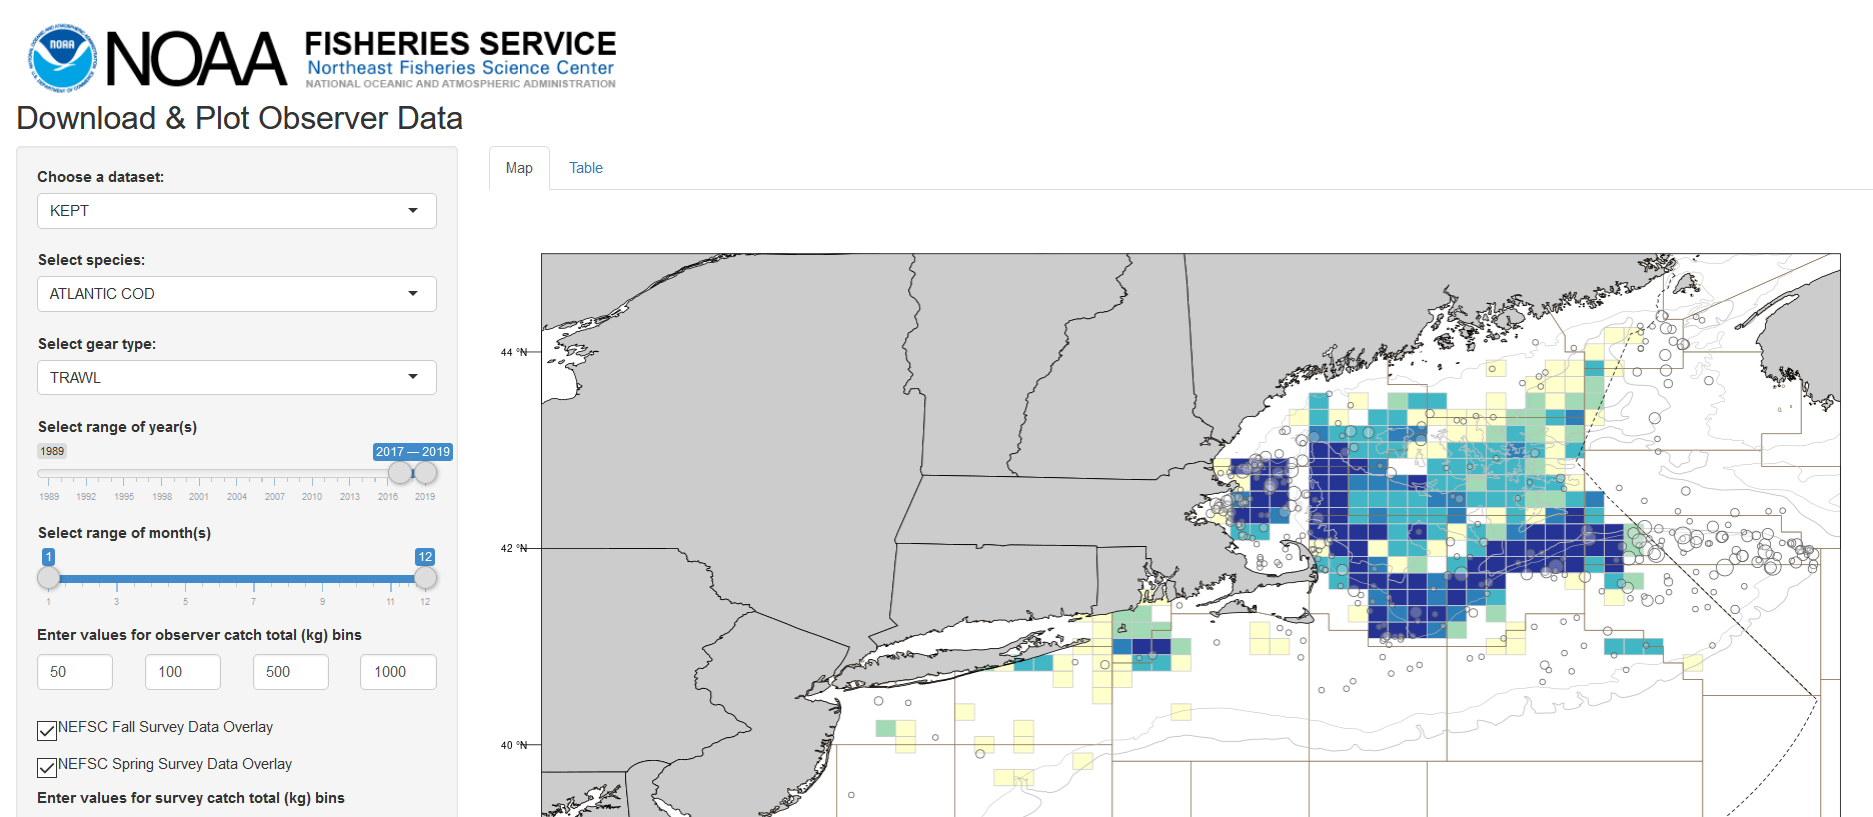 NOAA
NOAA
FISHERIES SERVICE
Northeast Fisheries Science Center
NATIONAL OCEANIC AND ATMOSPHERIC ADMINISTRATION
Download & Plot Observer Data
Choose a dataset:
KEPT
Select species:
ATLANTIC COD
Select gear type:
TRAWL
Select range of year(s)
1989 2017 — 2019
1989 1992 1995 1998 2001 2004 2007 2010 2013 2016 2019
Select range of month(s)
1 12
1 3 5 7 9 11 12
Enter values for observer catch total (kg) bins
50 100 500 1000
NEFSC Fall Survey Data Overlay
NEFSC Spring Survey Data Overlay
Enter values for survey catch total (kg) bins
Map Table
44 °N
42 °N
40 °N